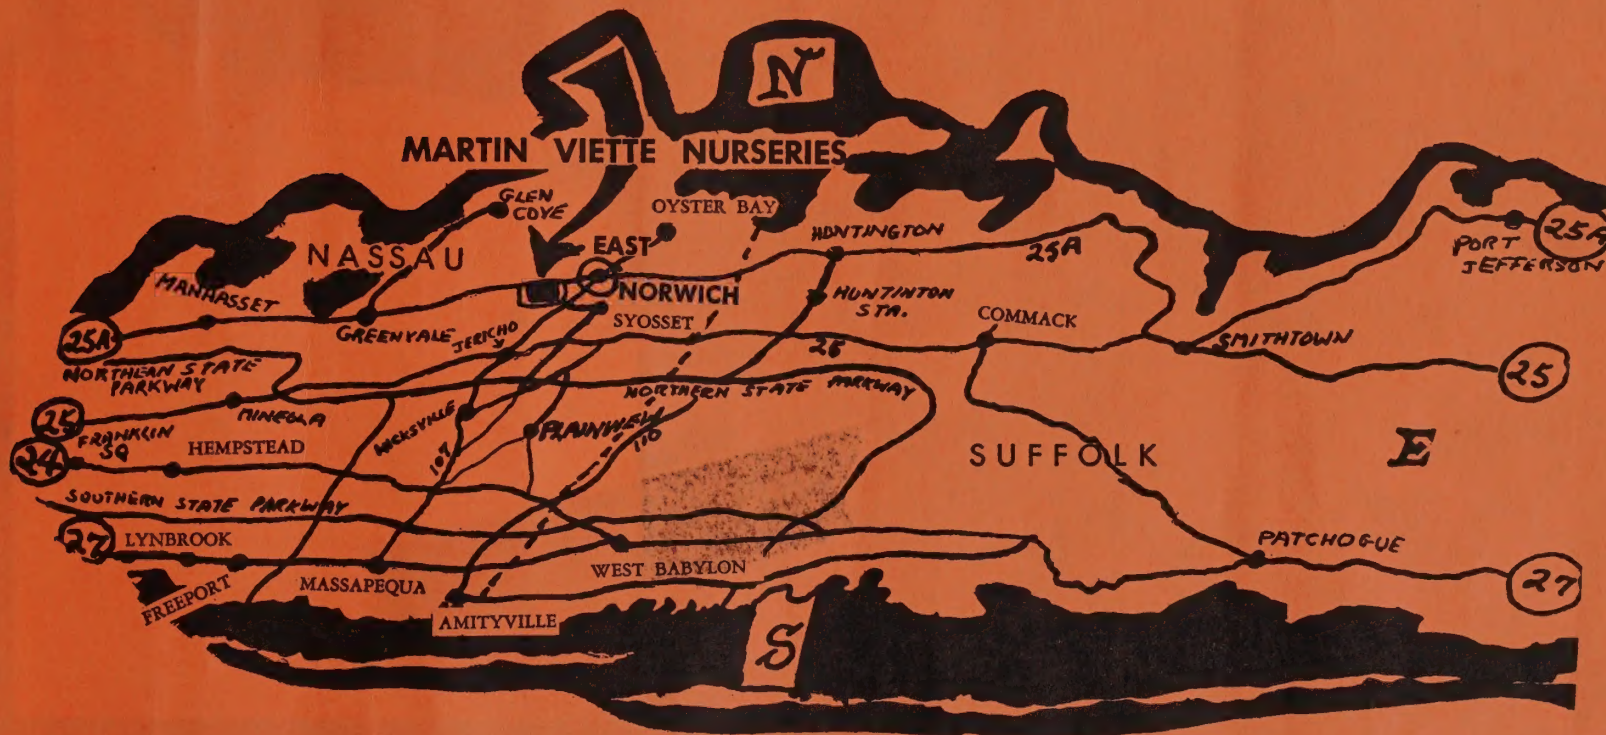 N
MARTIN VIETTE NURSERIES
GLEN
COVE
OYSTER BAY
NASSAU
EAST
NORWICH
HUNTINGTON
25A
25A
PORT
JEFFERSON
MANHASSET
HUNTINTON
STA.
SYOSSET
COMMACK
25A
GREENVALE
JERICHO
25
SMITHTOWN
NORTHERN STATE
PARKWAY
25
NORTHERN STATE PARKWAY
25
MINEOLA
HICKSVILLE
PLAINVIEW
FRANKLIN
SQ
HEMPSTEAD
107
110
SUFFOLK
E
24
SOUTHERN STATE PARKWAY
27
LYNBROOK
PATCHOGUE
WEST BABYLON
27
FREEPORT
MASSAPEQUA
AMITYVILLE
S